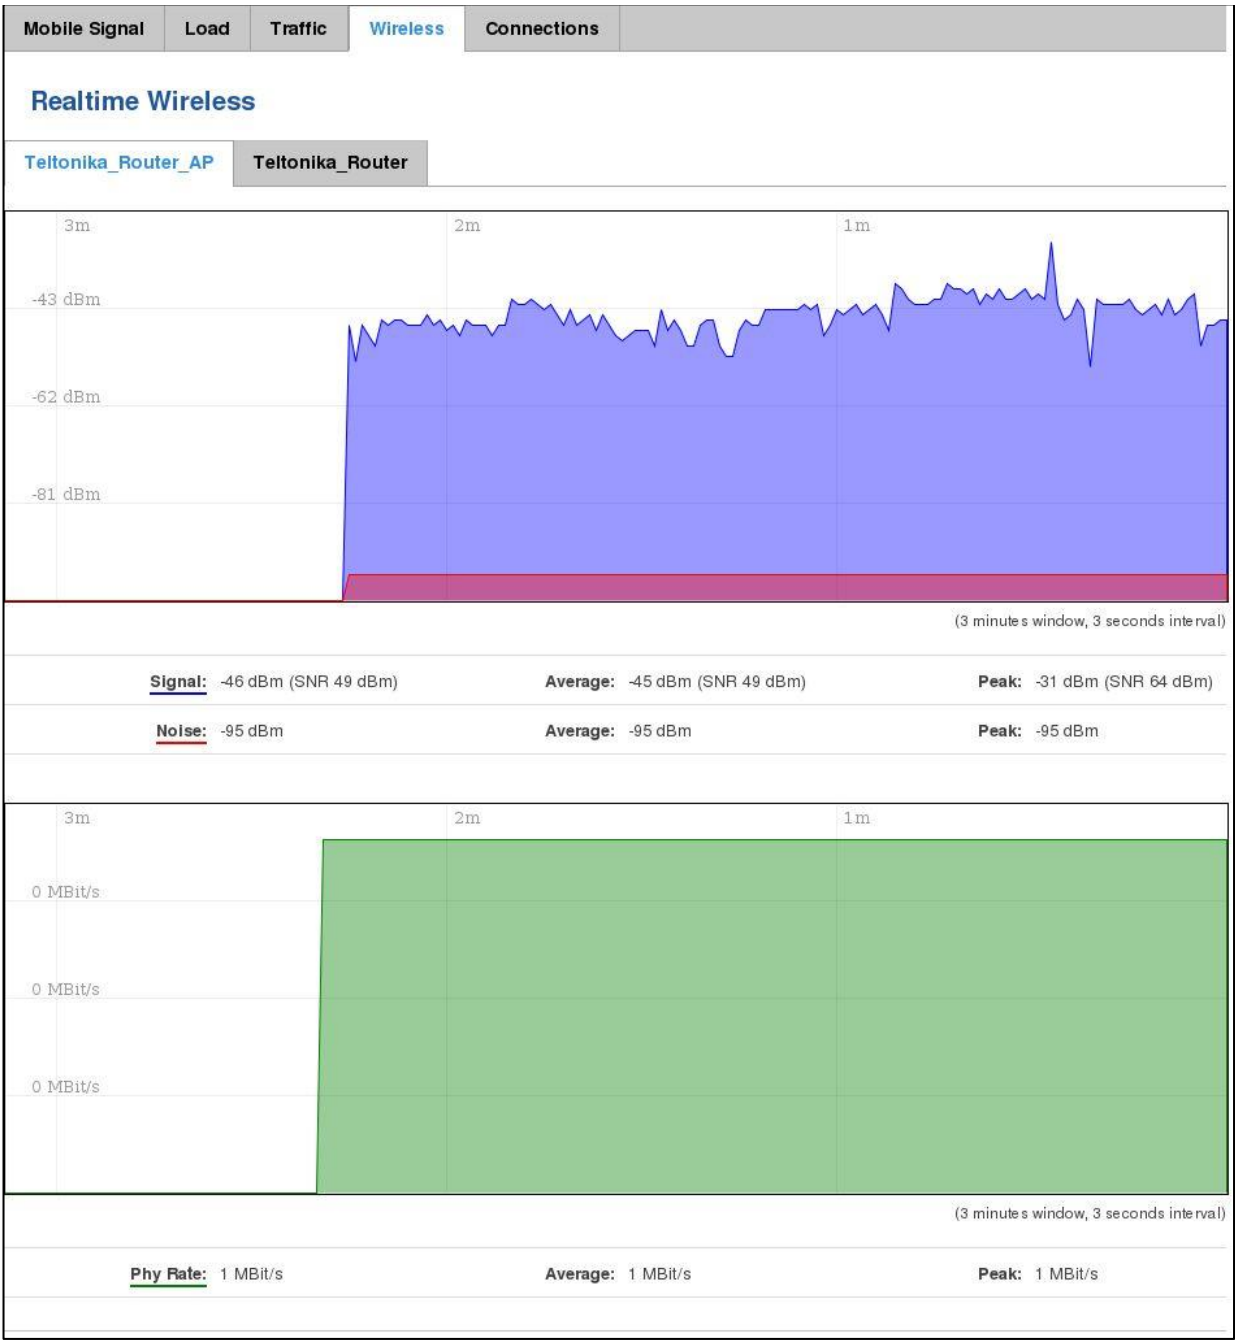 Mobile Signal Load Traffic Wireless Connections
Realtime Wireless
Teltonika_Router_AP Teltonika_Router
3m 2m 1m
-43 dBm
-62 dBm
-81 dBm
(3 minutes window, 3 seconds interval)
Signal: -46 dBm (SNR 49 dBm) Average: -45 dBm (SNR 49 dBm) Peak: -31 dBm (SNR 64 dBm)
Noise: -95 dBm Average: -95 dBm Peak: -95 dBm
3m 2m 1m
0 MBit/s
0 MBit/s
0 MBit/s
(3 minutes window, 3 seconds interval)
Phy Rate: 1 MBit/s Average: 1 MBit/s Peak: 1 MBit/s